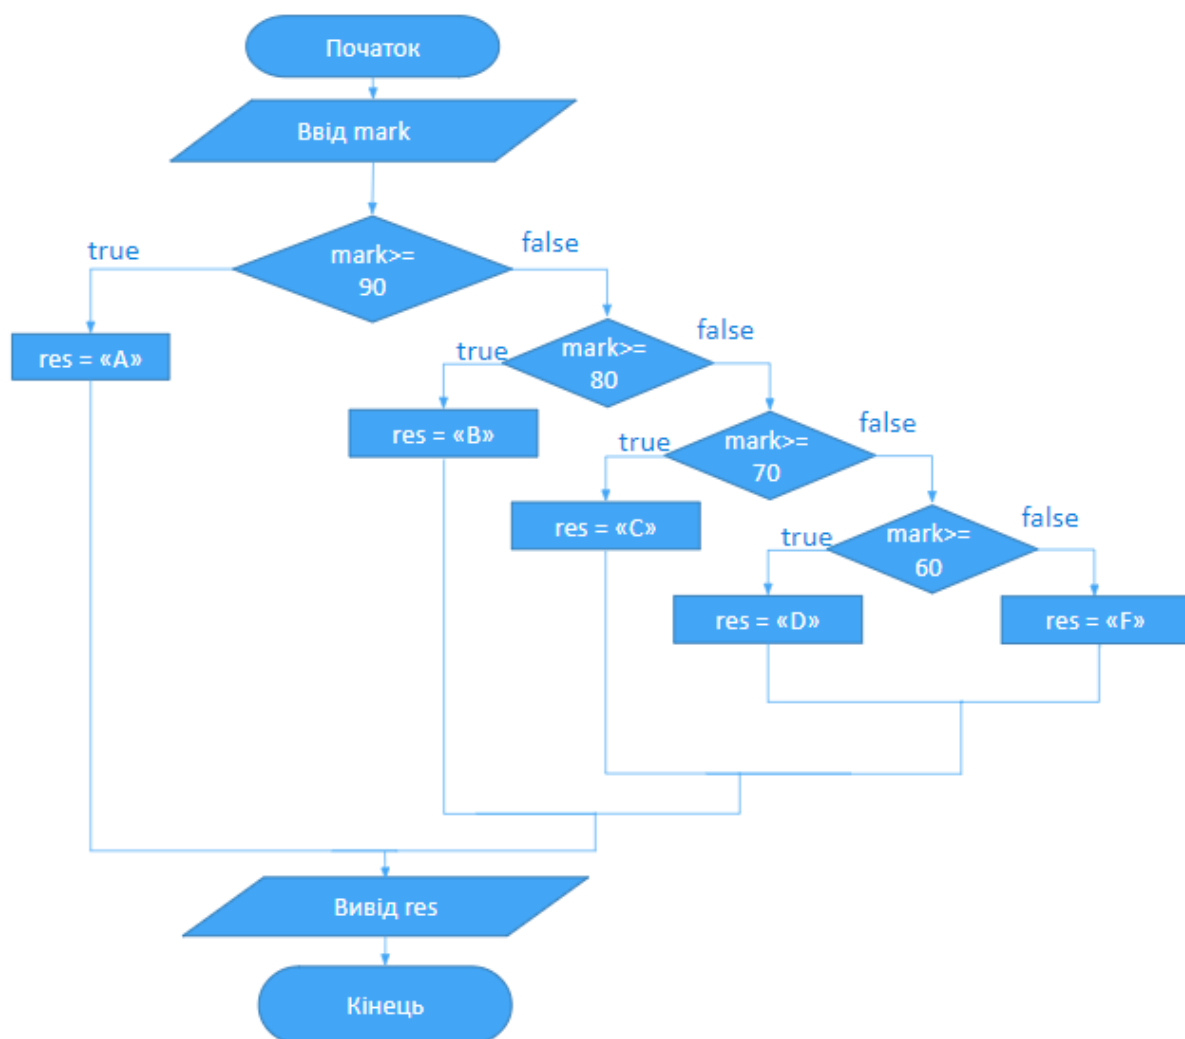 Початок
Ввід mark
true
mark>=
90
false
res = «A»
true
mark>=
80
false
res = «B»
true
mark>=
70
false
res = «C»
true
mark>=
60
false
res = «D»
res = «F»
Вивід res
Кінець